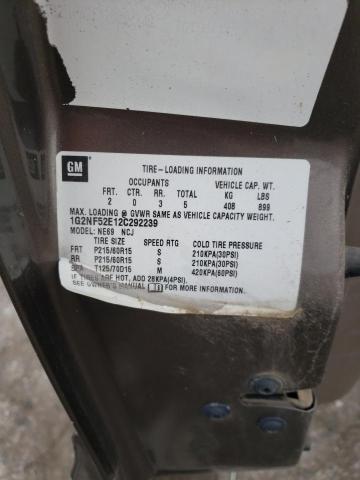 GM
TIRE-LOADING INFORMATION
OCCUPANTS VEHICLE CAP. WT.
FRT. CTR. RR. TOTAL KG LBS
2 0 3 5 408 899
MAX. LOADING @ GVWR SAME AS VEHICLE CAPACITY WEIGHT.
1G2NF52E12C292239
MODEL: NE69 NCJ
TIRE SIZE SPEED RTG COLD TIRE PRESSURE
FRT P215/60R15 S 210KPA(30PSI)
RR P215/60R15 S 210KPA(30PSI)
SPA T125/70D15 M 420KPA(60PSI)
IF TIRES ARE HOT, ADD 28KPA(4PSI).
SEE OWNER'S MANUAL FOR MORE INFORMATION